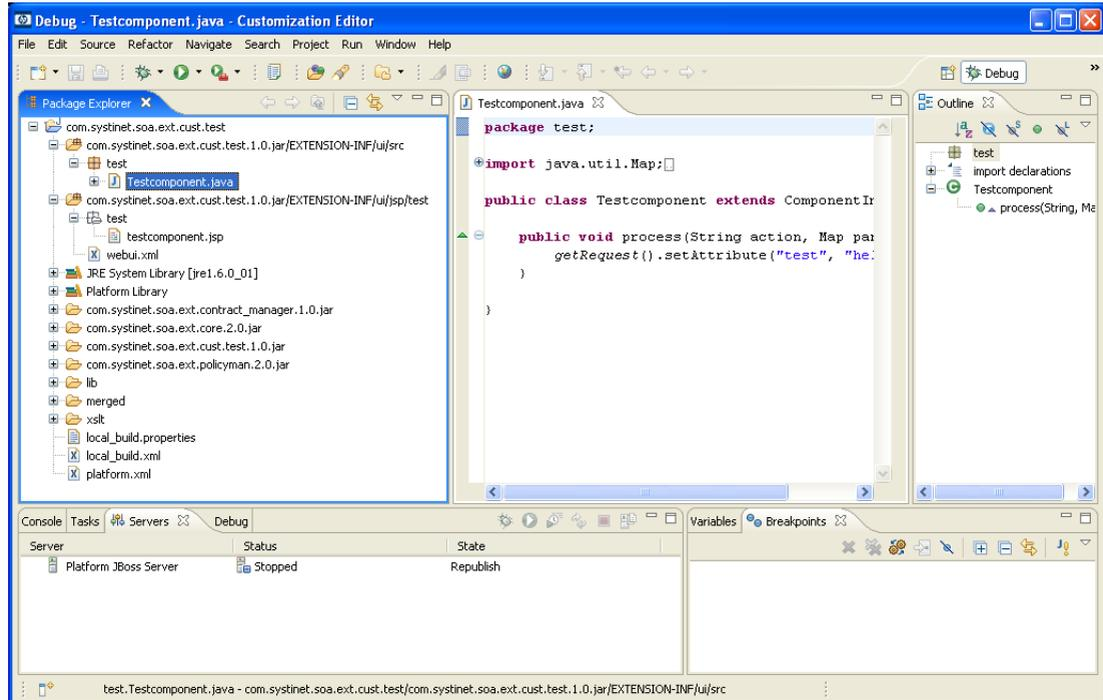 Debug - Testcomponent.java - Customization Editor
File Edit Source Refactor Navigate Search Project Run Window Help
Debug
»
Package Explorer
com.systinet.soa.ext.cust.test
com.systinet.soa.ext.cust.test.1.0.jar/EXTENSION-INF/ui/src
test
Testcomponent.java
com.systinet.soa.ext.cust.test.1.0.jar/EXTENSION-INF/ui/jsp/test
test
testcomponent.jsp
webui.xml
JRE System Library [jre1.6.0_01]
Platform Library
com.systinet.soa.ext.contract_manager.1.0.jar
com.systinet.soa.ext.core.2.0.jar
com.systinet.soa.ext.cust.test.1.0.jar
com.systinet.soa.ext.policyman.2.0.jar
lib
merged
xslt
local_build.properties
local_build.xml
platform.xml
Testcomponent.java
package test;
import java.util.Map;
public class Testcomponent extends ComponentIn
public void process(String action, Map par
getRequest().setAttribute("test", "hel
}
}
Outline
test
import declarations
Testcomponent
process(String, Ma
Console Tasks Servers Debug
Server Status State
Platform JBoss Server Stopped Republish
Variables Breakpoints
test.Testcomponent.java - com.systinet.soa.ext.cust.test/com.systinet.soa.ext.cust.test.1.0.jar/EXTENSION-INF/ui/src